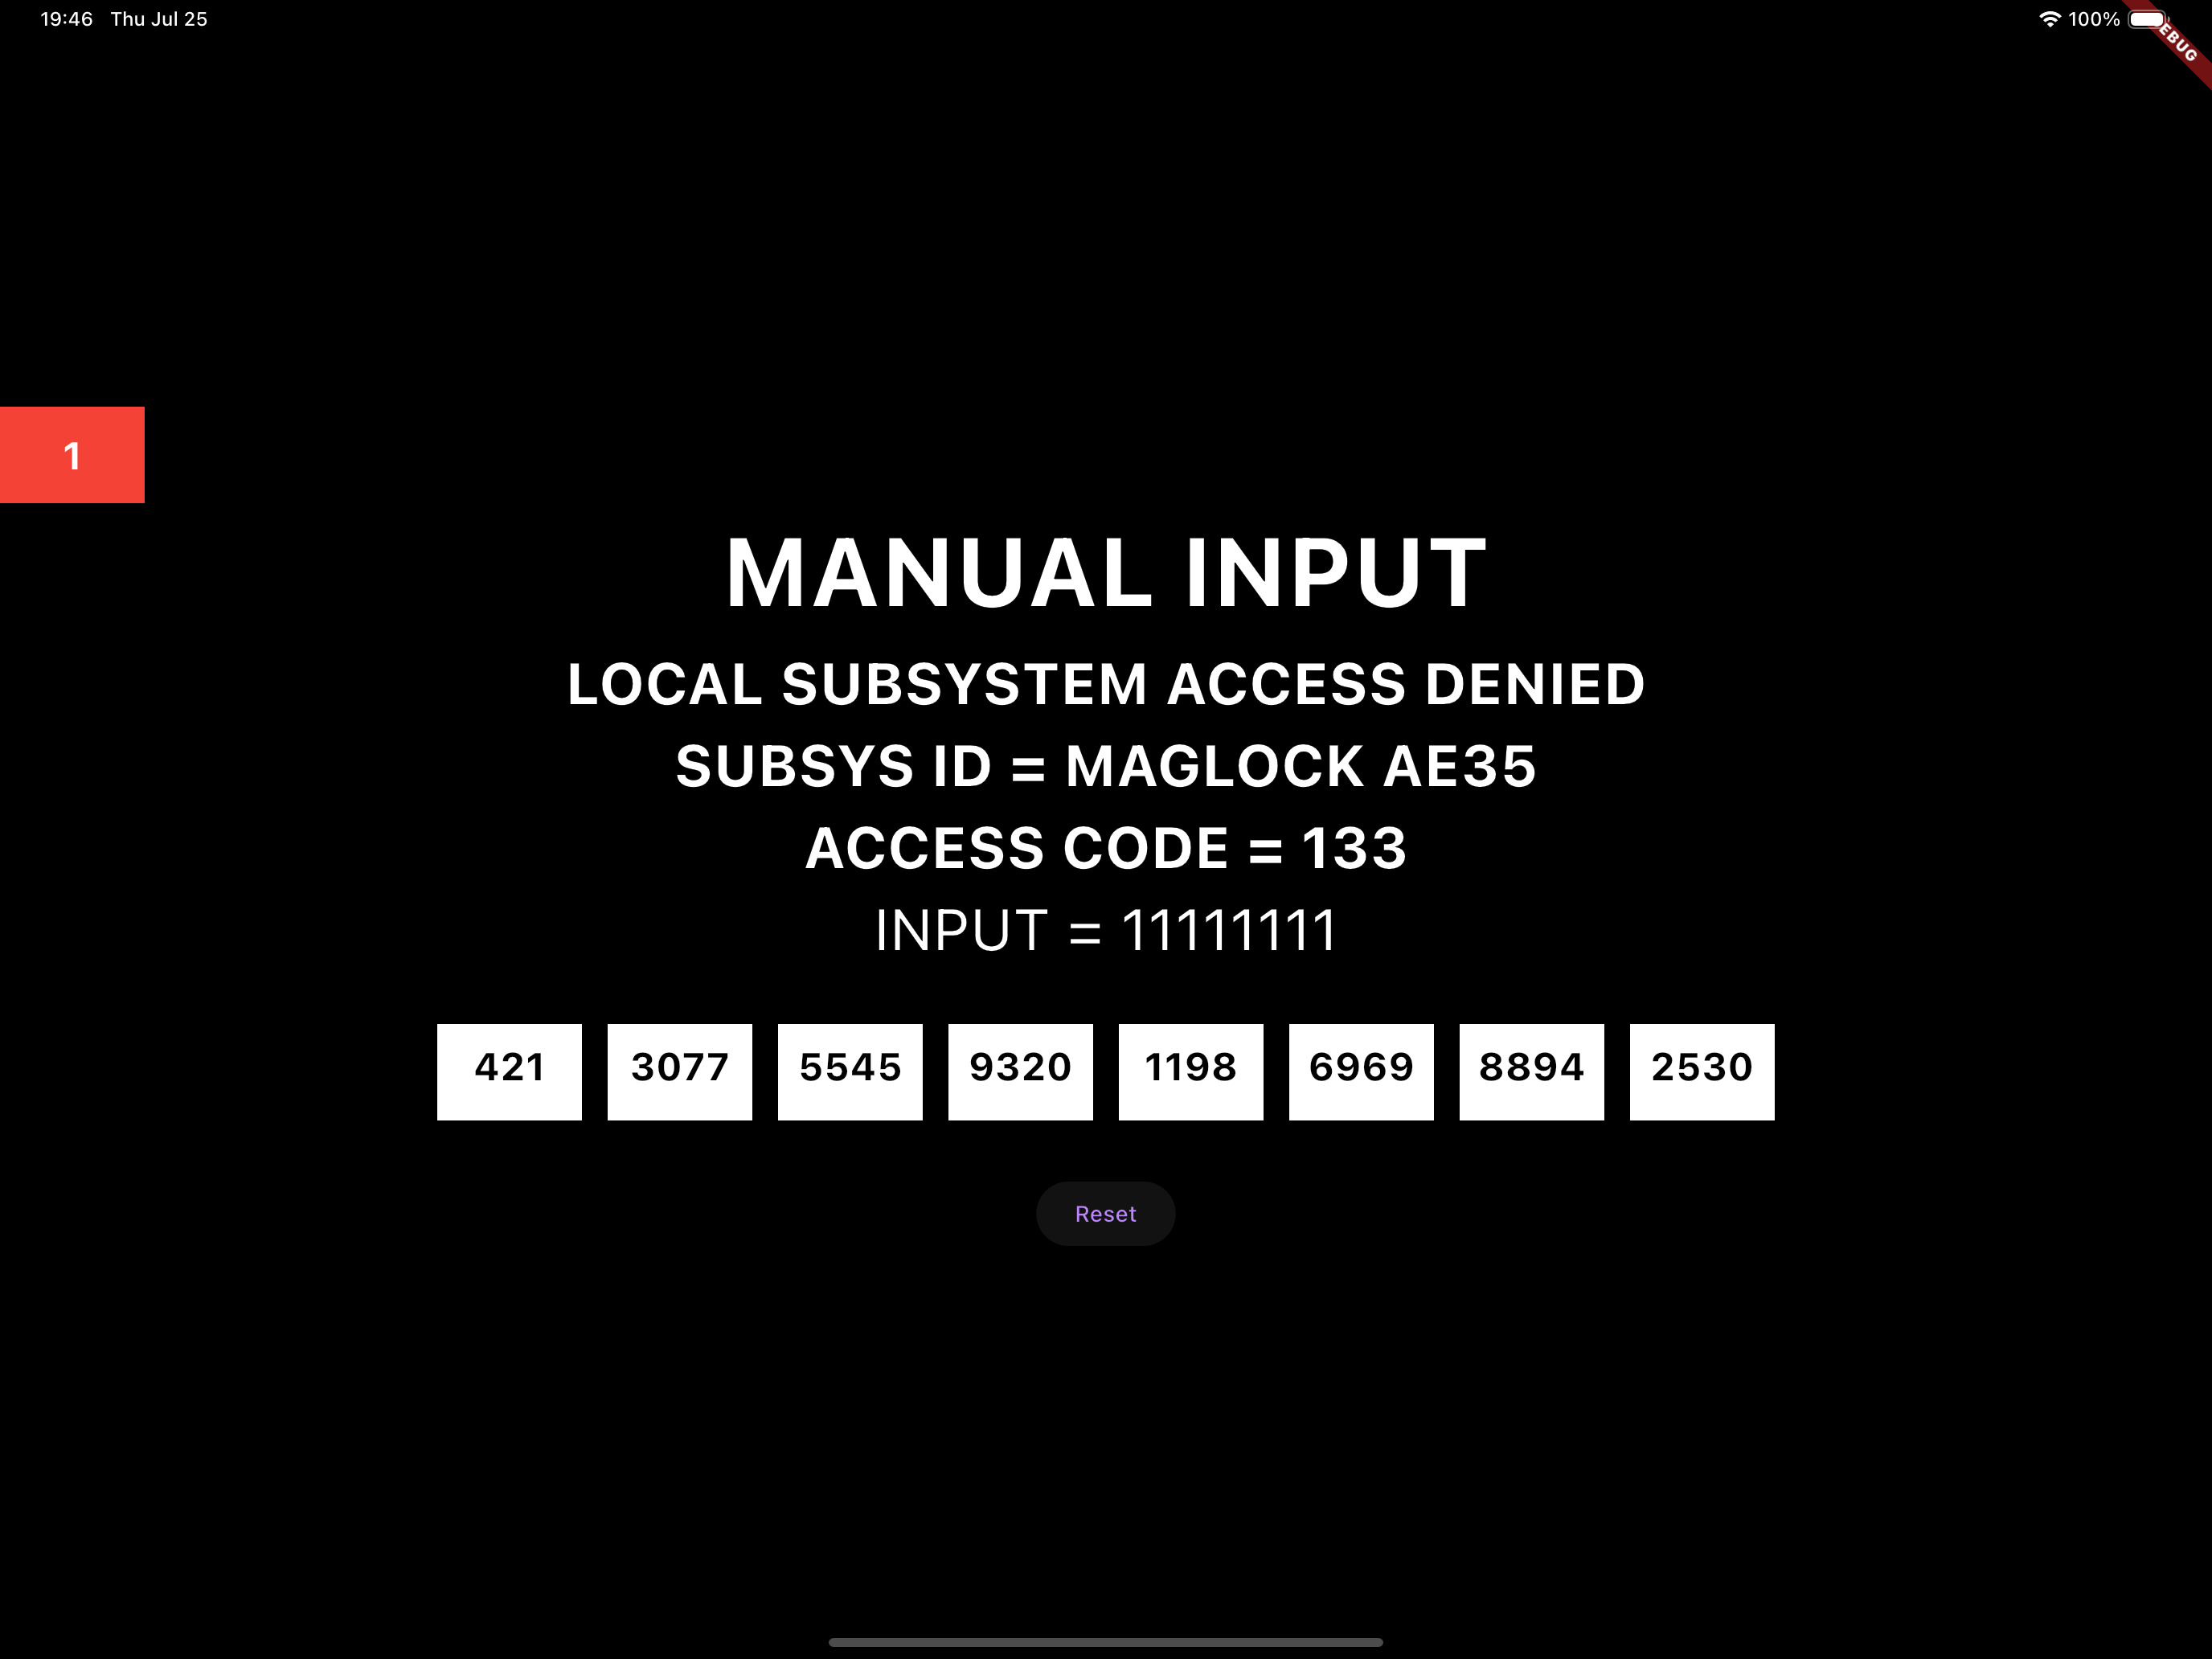 19:46 Thu Jul 25
100%
EBUG
1
MANUAL INPUT
LOCAL SUBSYSTEM ACCESS DENIED
SUBSYS ID = MAGLOCK AE35
ACCESS CODE = 133
INPUT = 11111111
421 3077 5545 9320 1198 6969 8894 2530
Reset